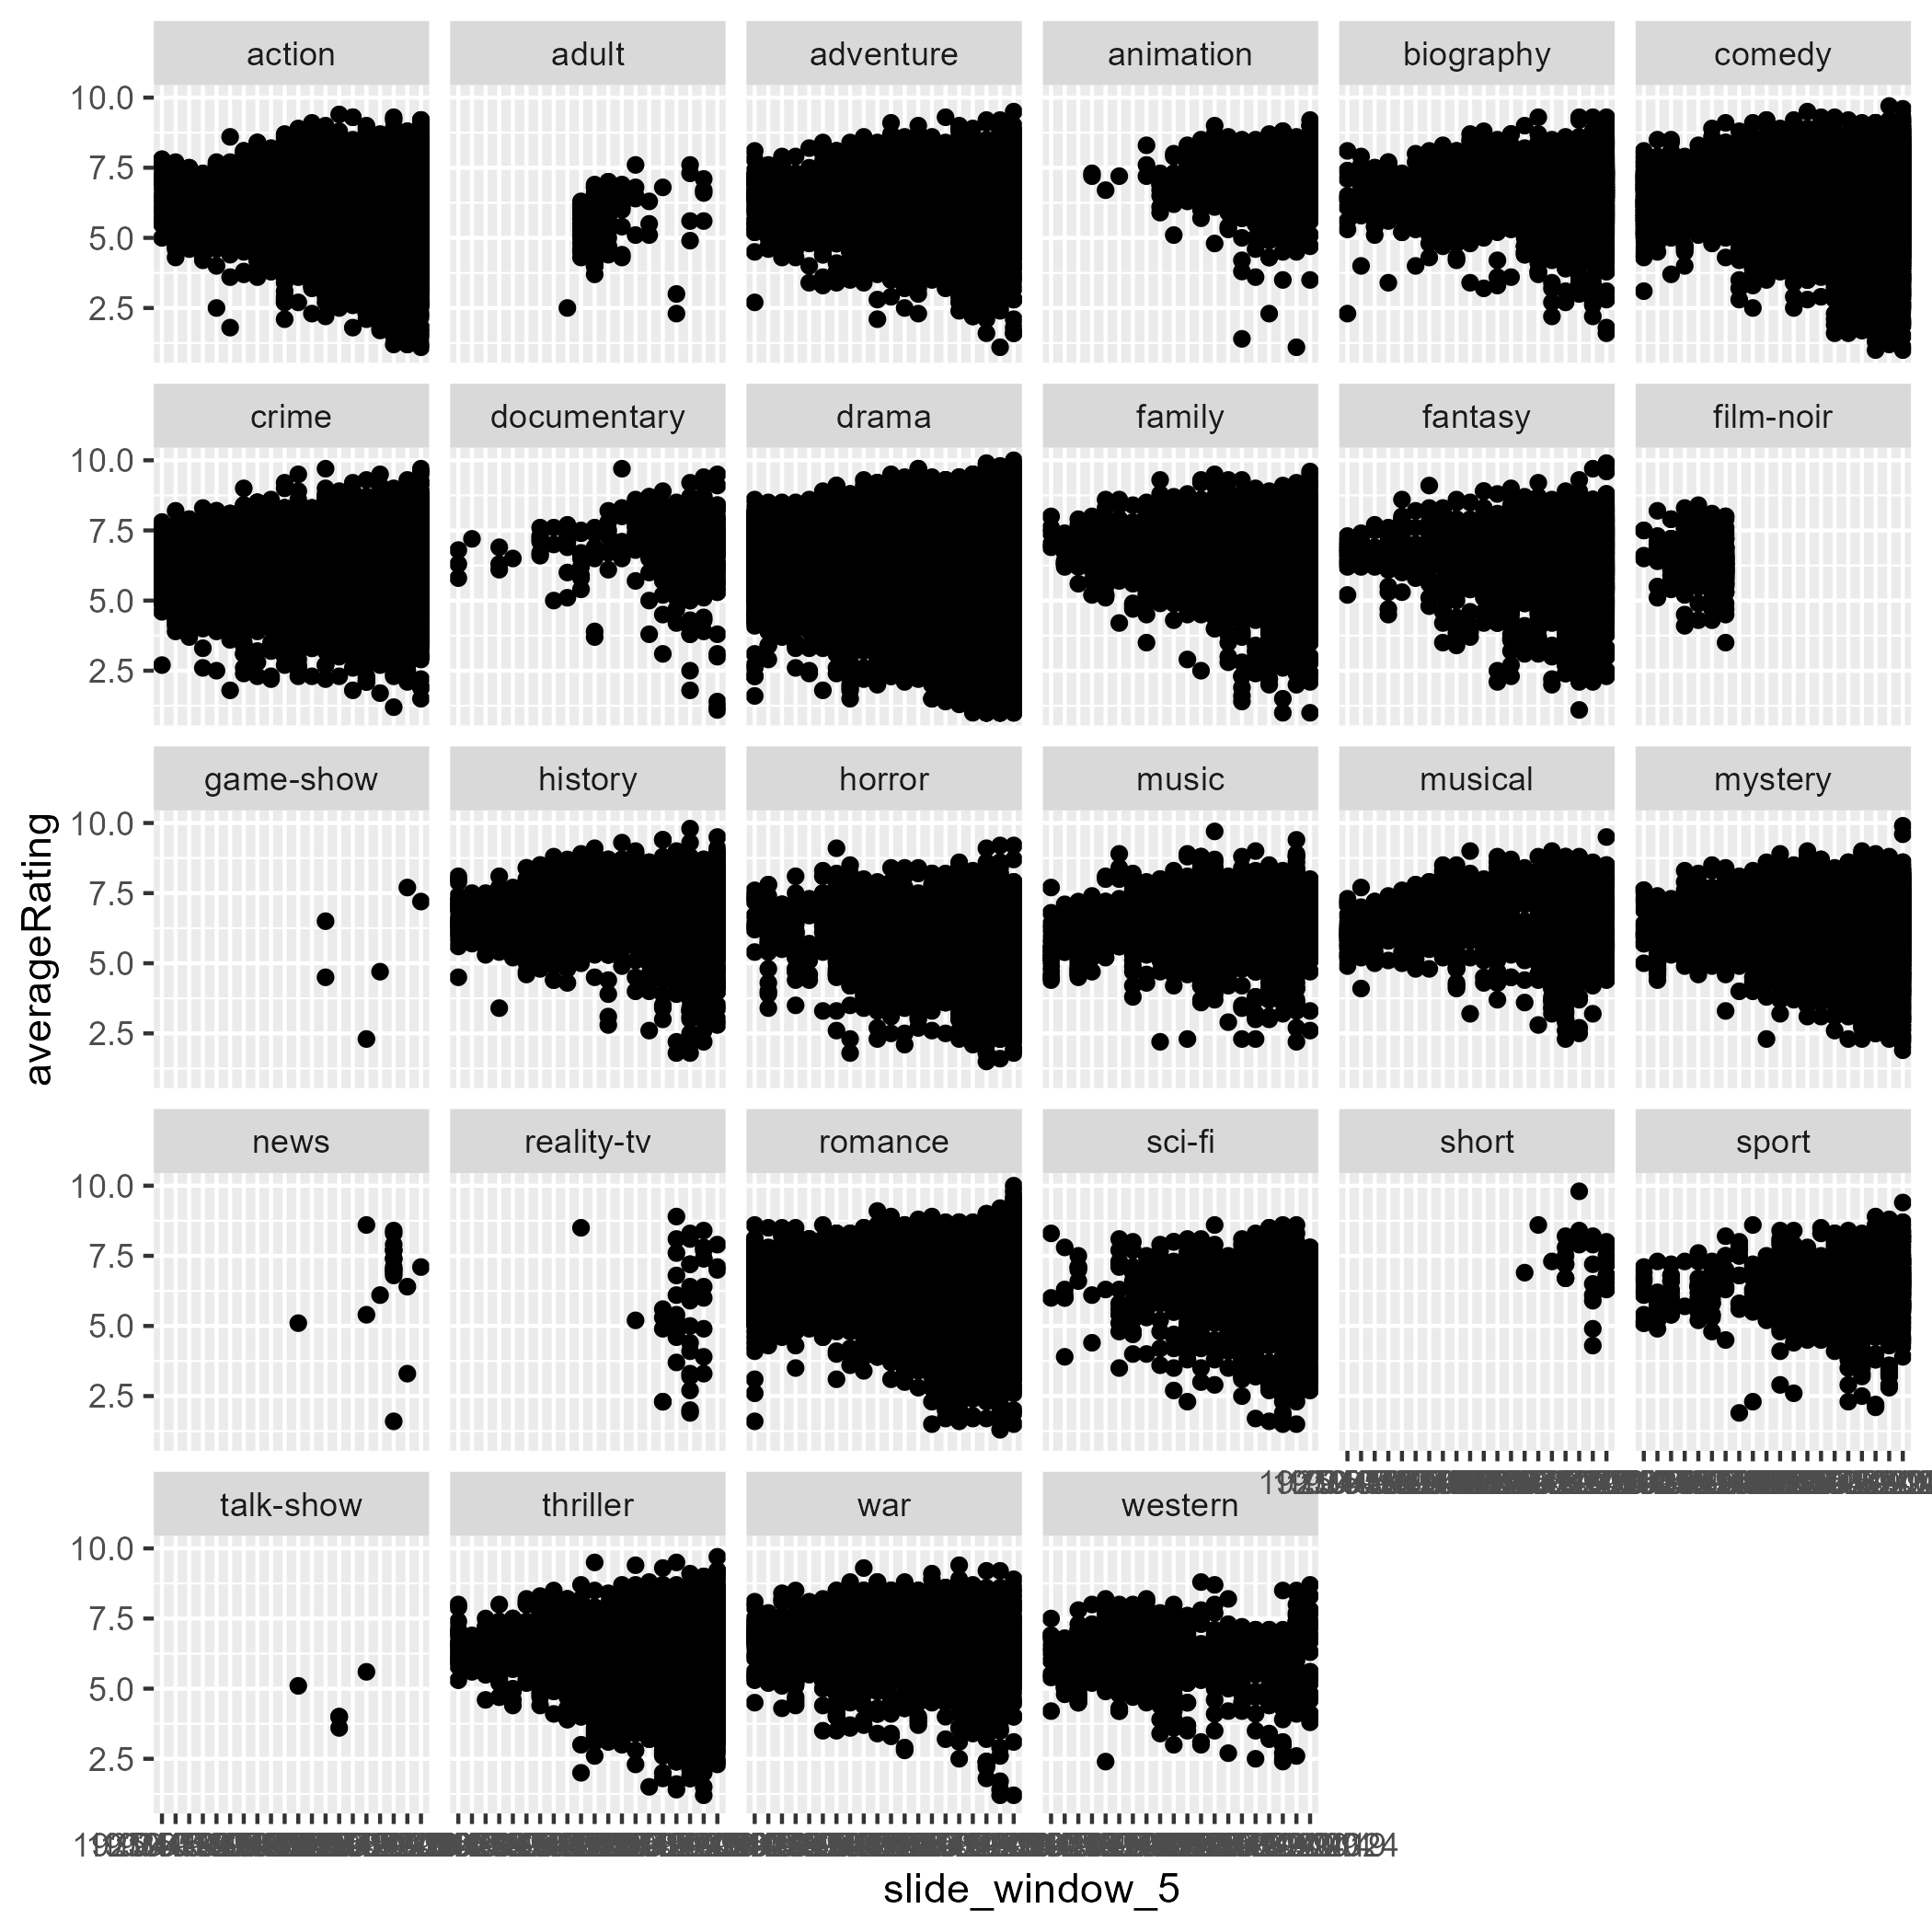 action adult adventure animation biography comedy
10.0
7.5
5.0
2.5
crime documentary drama family fantasy film-noir
10.0
7.5
5.0
2.5
game-show history horror music musical mystery
10.0
7.5
5.0
2.5
averageRating
news reality-tv romance sci-fi short sport
10.0
7.5
5.0
2.5
talk-show thriller war western
10.0
7.5
5.0
2.5
slide_window_5